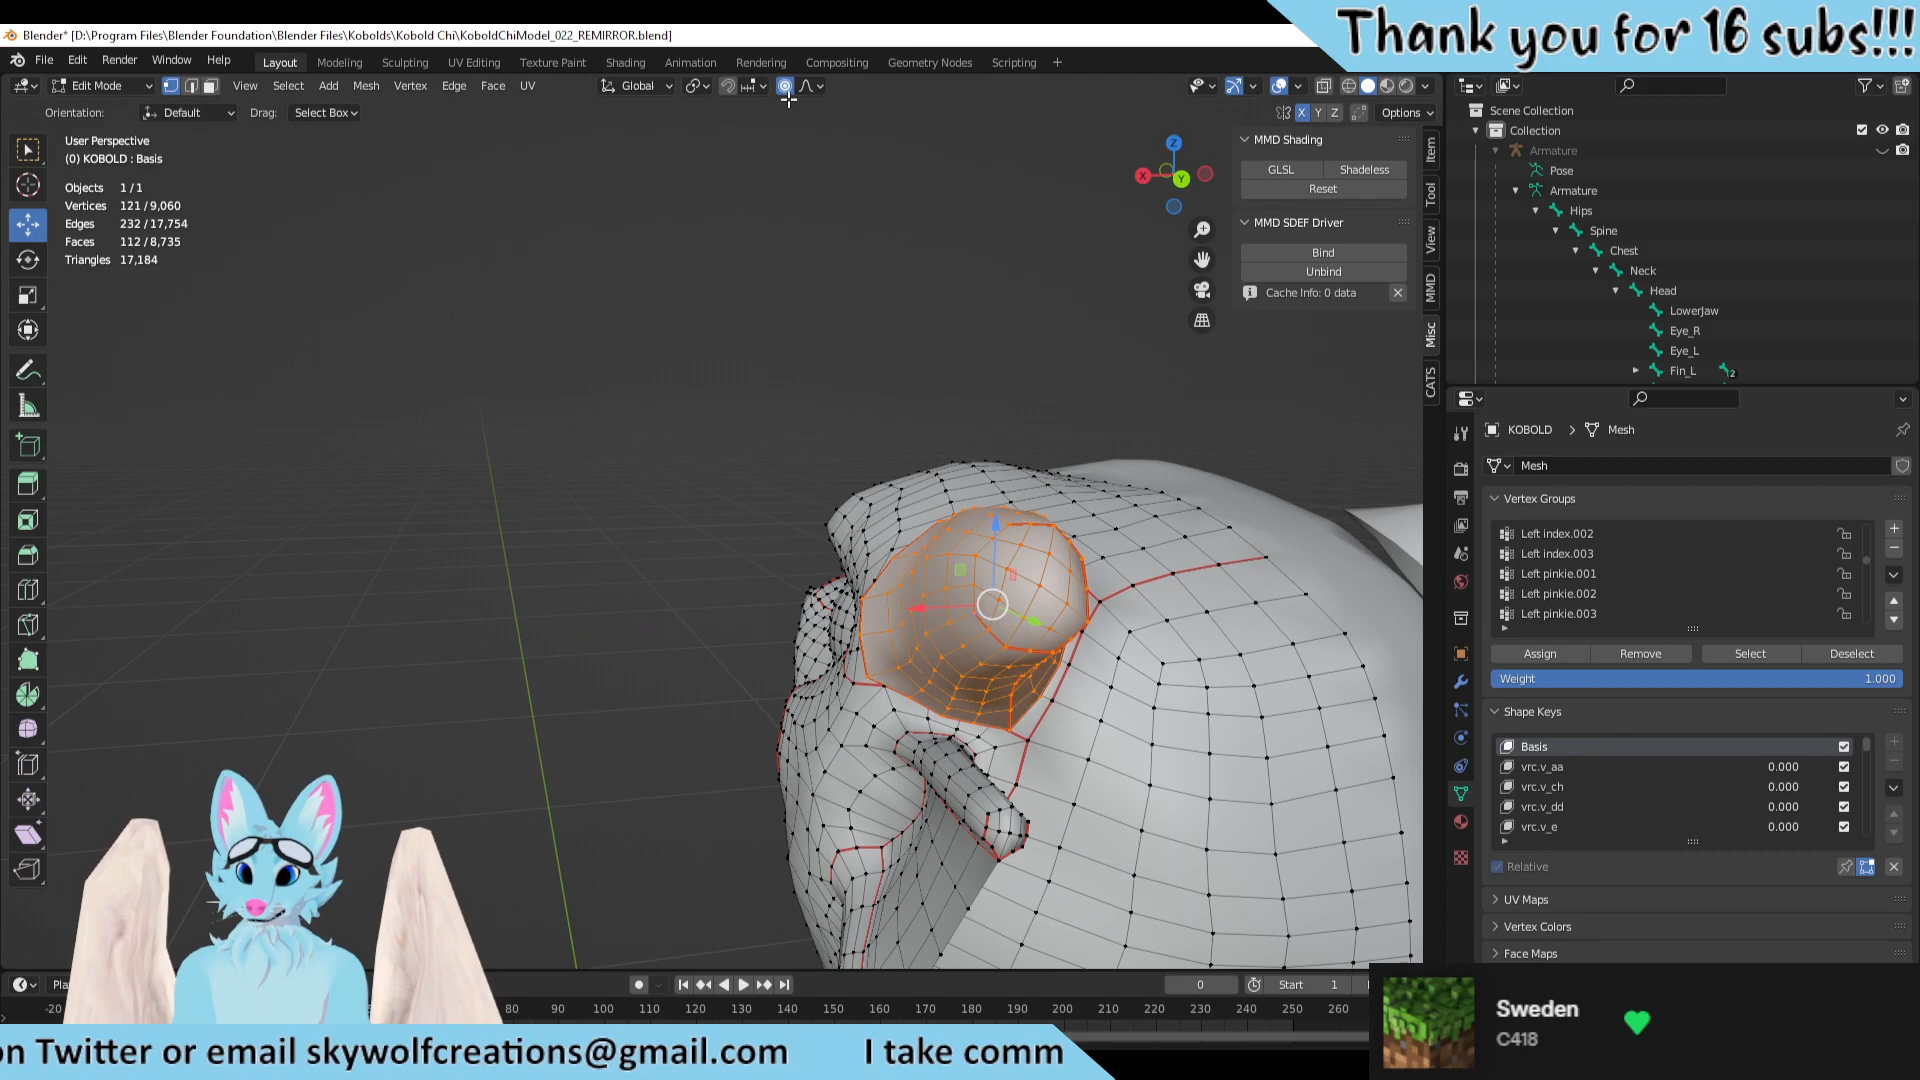 Blender* [D:\Program Files\Blender Foundation\Blender Files\Kobolds\Kobold Chi\KoboldChiModel_022_REMIRROR.blend]
Thank you for 16 subs!!!
File Edit Render Window Help
Layout Modeling Sculpting UV Editing Texture Paint Shading Animation Rendering Compositing Geometry Nodes Scripting +
Edit Mode View Select Add Mesh Vertex Edge Face UV Global
Orientation: Default Drag: Select Box X Y Z Options
User Perspective
(0) KOBOLD : Basis
Objects 1 / 1
Vertices 121 / 9,060
Edges 232 / 17,754
Faces 112 / 8,735
Triangles 17,184
Z
X
Y
MMD Shading
GLSL Shadeless
Reset
MMD SDEF Driver
Bind
Unbind
Cache Info: 0 data
Item
Tool
View
MMD
Misc
CATS
Scene Collection
Collection
Armature
Pose
Armature
Hips
Spine
Chest
Neck
Head
LowerJaw
Eye_R
Eye_L
Fin_L 2
KOBOLD > Mesh
Mesh
Vertex Groups
Left index.002
Left index.003
Left pinkie.001
Left pinkie.002
Left pinkie.003
Assign Remove Select Deselect
Weight 1.000
Shape Keys
Basis
vrc.v_aa 0.000
vrc.v_ch 0.000
vrc.v_dd 0.000
vrc.v_e 0.000
Relative
UV Maps
Vertex Colors
Face Maps
0 Start 1
-20 80 90 100 110 120 130 140 150 160 170 180 190 200 210 220 230 240 250 260
Sweden
C418
on Twitter or email skywolfcreations@gmail.com I take comm